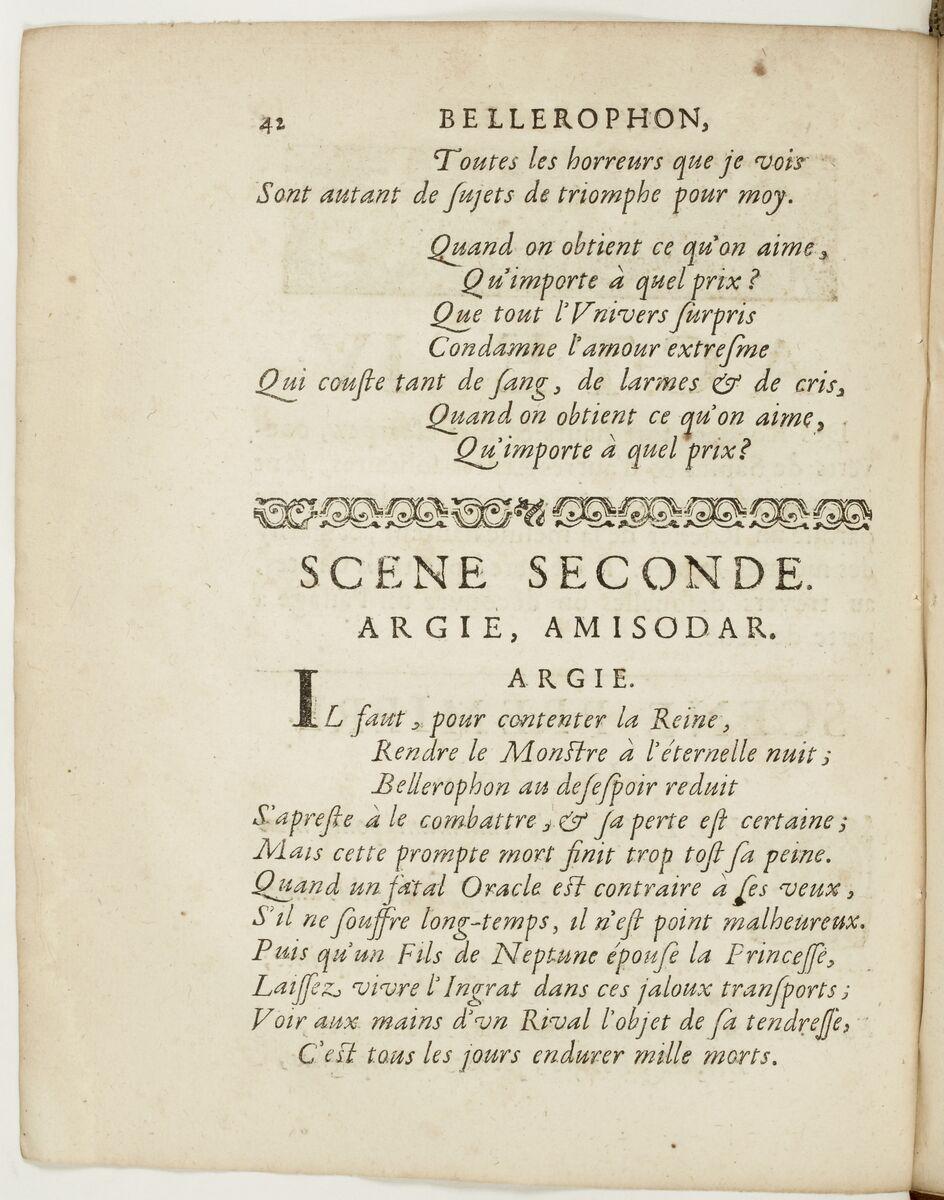 42 BELLEROPHON,
Toutes les horreurs que je vois
Sont autant de ſujets de triomphe pour moy.
Quand on obtient ce qu'on aime,
Qu'importe à quel prix?
Que tout l'Vnivers ſurpris
Condamne l'amour extreſme
Qui couſte tant de ſang, de larmes & de cris,
Quand on obtient ce qu'on aime,
Qu'importe à quel prix?
SCENE SECONDE.
ARGIE, AMISODAR.
ARGIE.
IL faut, pour contenter la Reine,
Rendre le Monſtre à l'éternelle nuit;
Bellerophon au deſeſpoir reduit
S'apreſte à le combattre, & ſa perte eſt certaine;
Mais cette prompte mort finit trop toſt ſa peine.
Quand un fatal Oracle eſt contraire à ſes veux,
S'il ne ſouffre long-temps, il n'eſt point malheureux.
Puis qu'un Fils de Neptune épouſe la Princeſſe,
Laiſſez vivre l'Ingrat dans ces jaloux tranſports;
Voir aux mains d'vn Rival l'objet de ſa tendreſſe,
C'eſt tous les jours endurer mille morts.